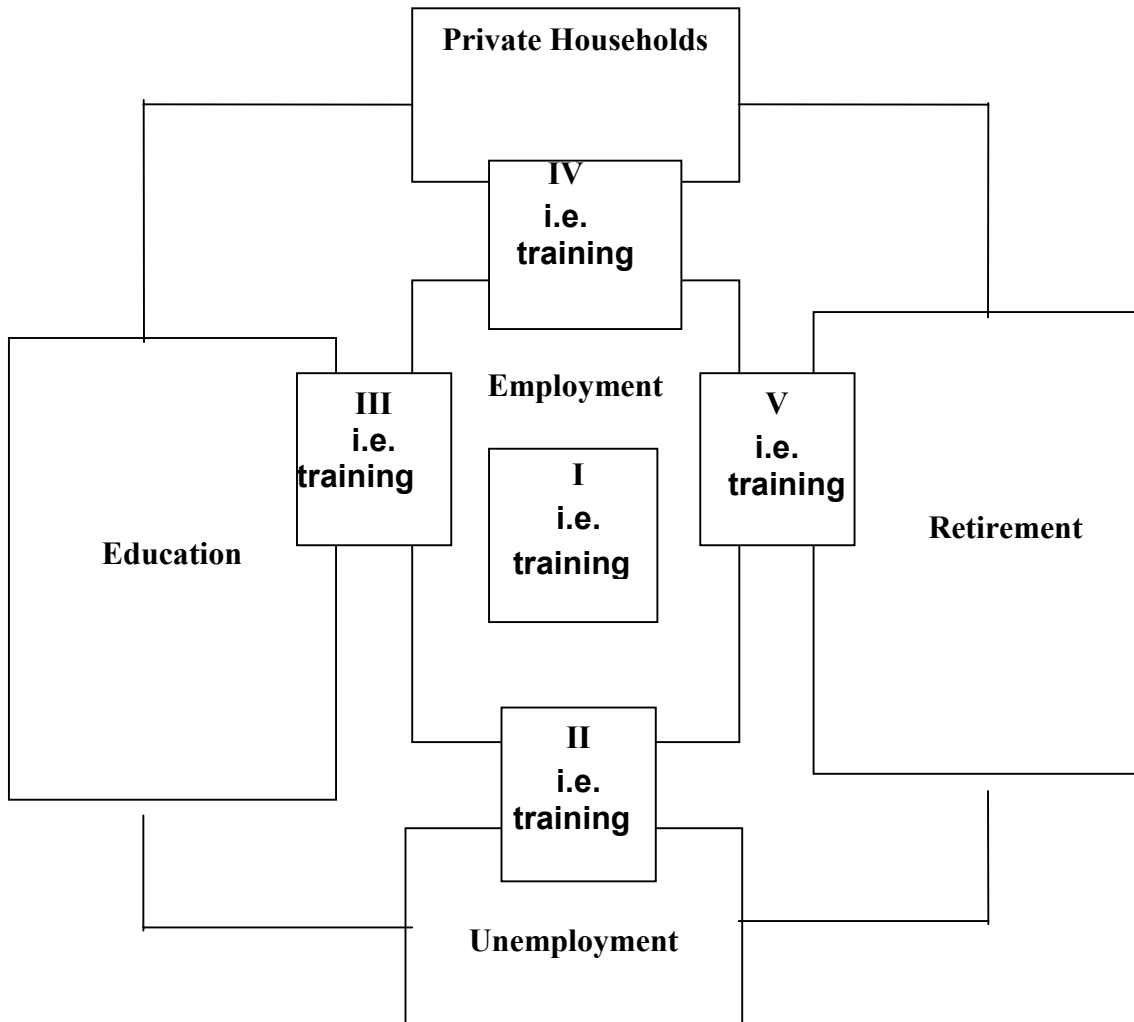 Private Households
IV
i.e.
training
Employment
III
i.e.
training
V
i.e.
training
I
i.e.
training
Education
Retirement
II
i.e.
training
Unemployment